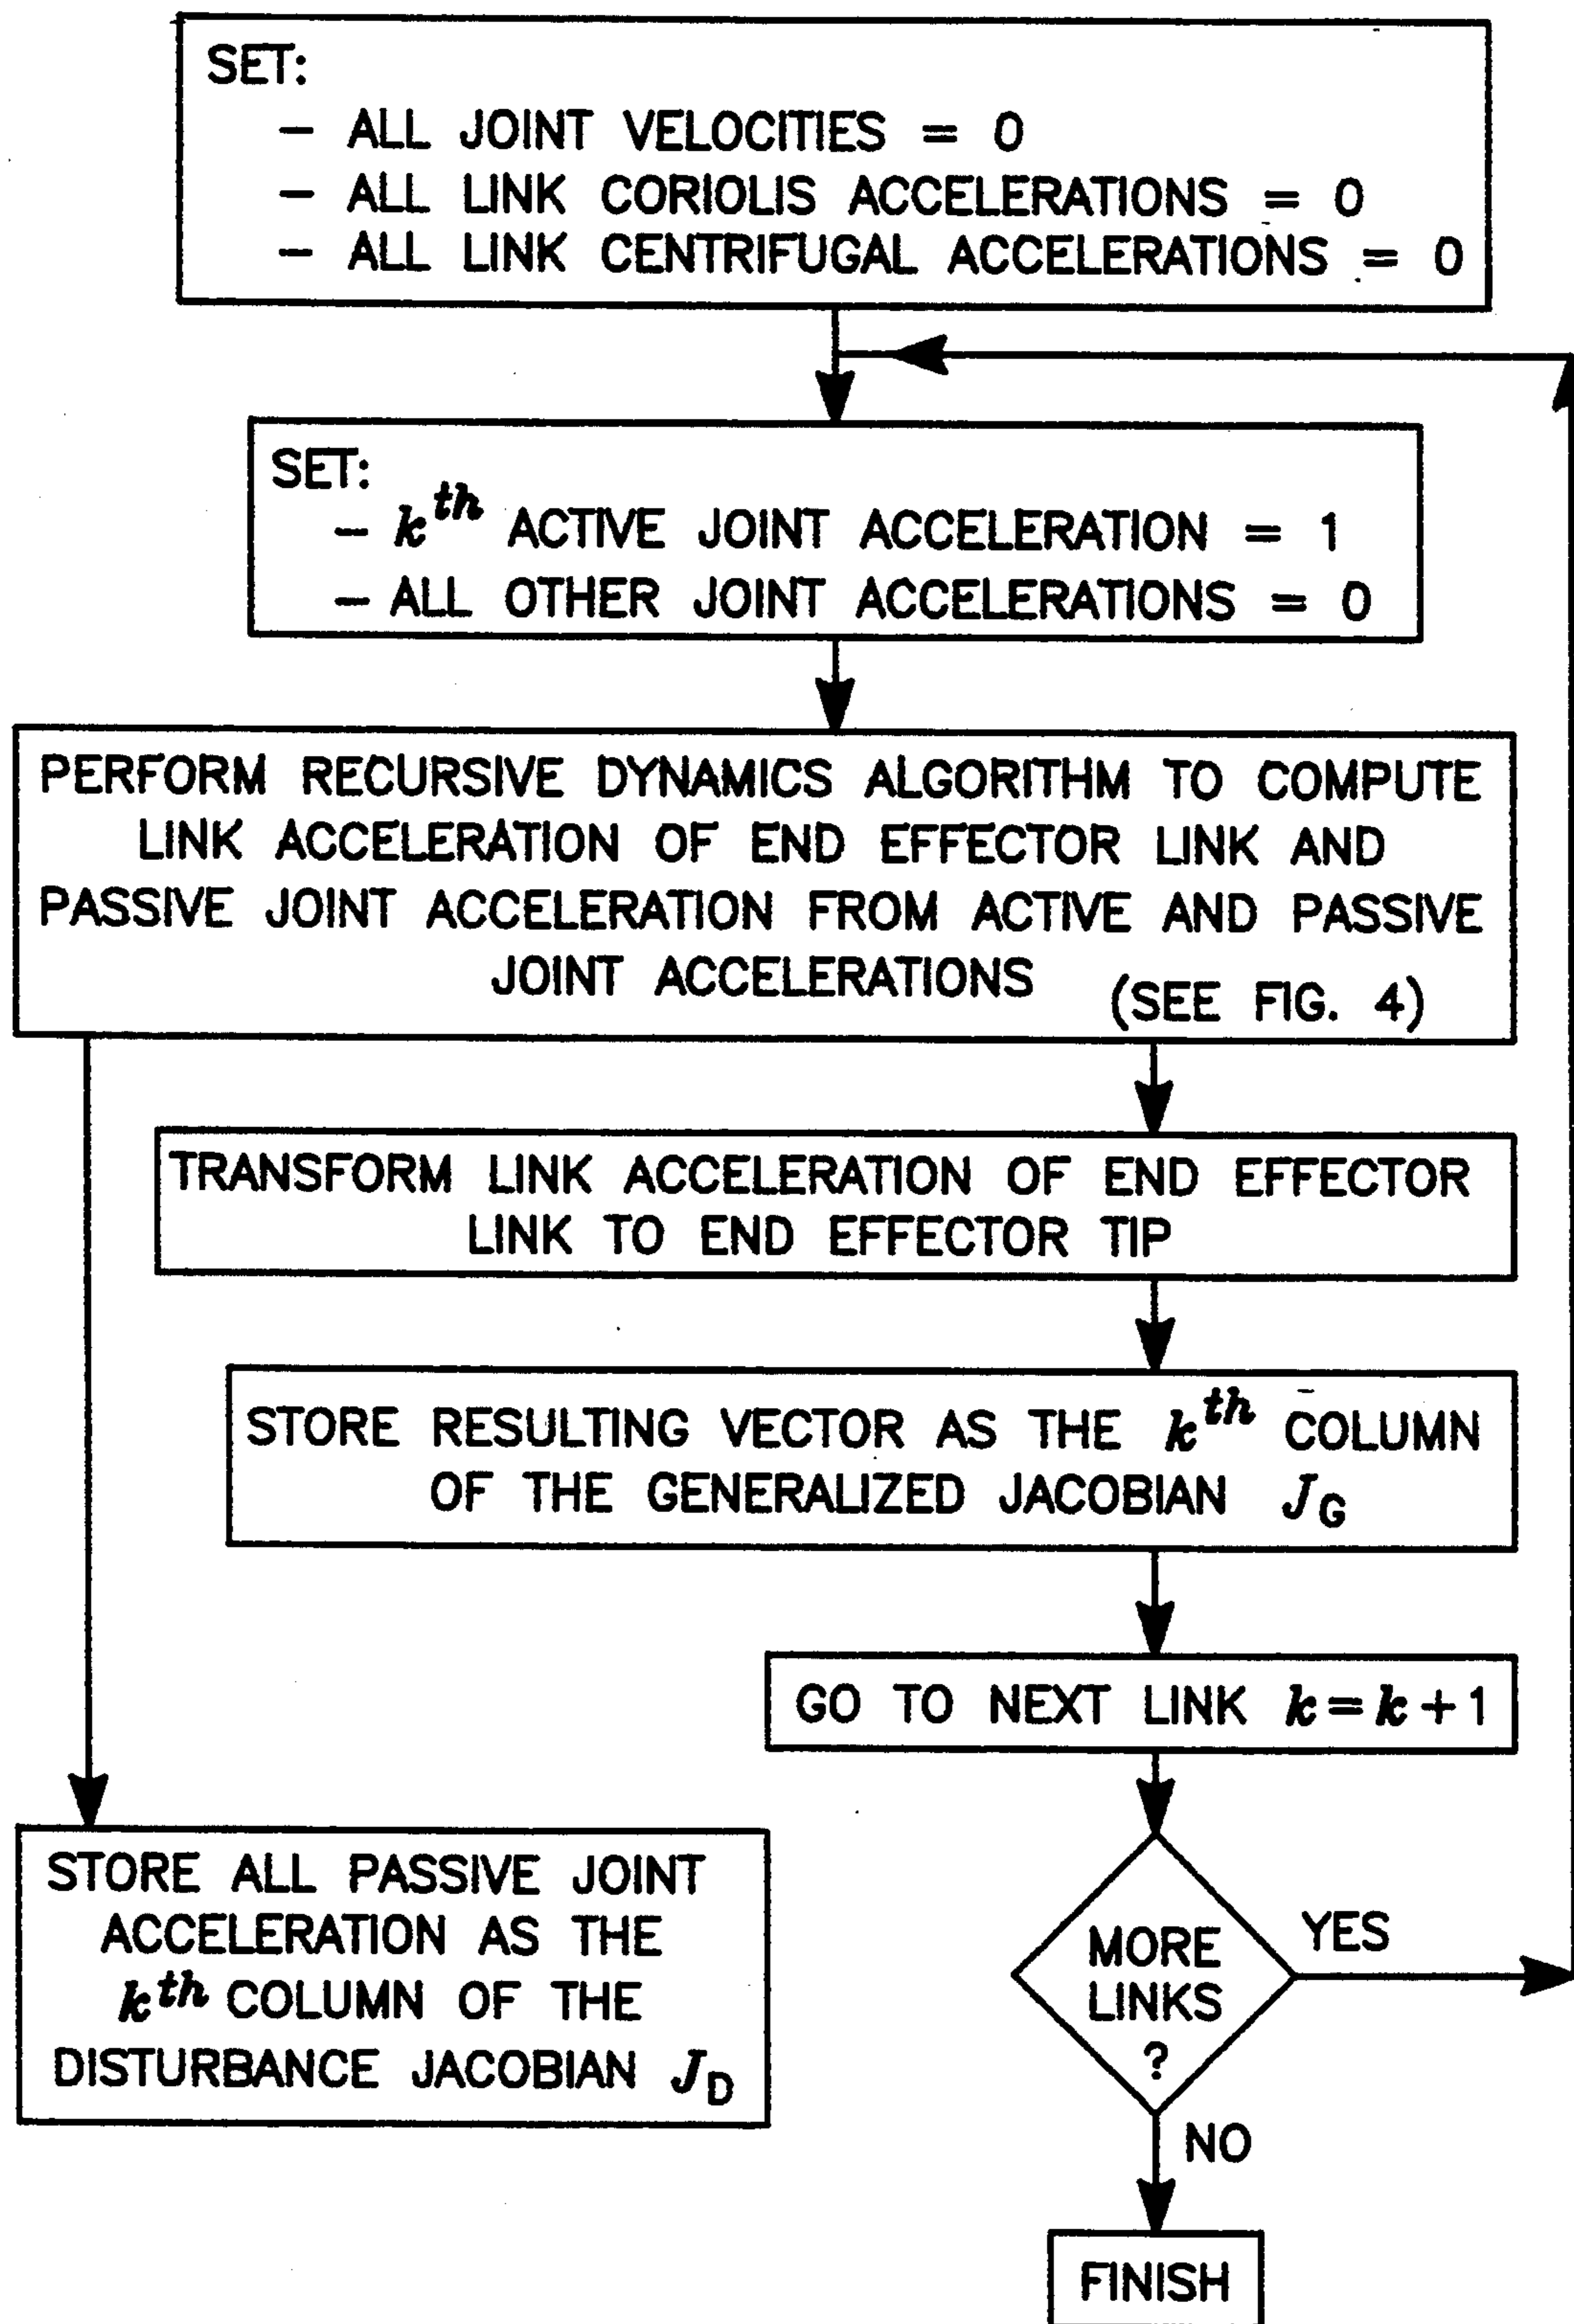 SET:
– ALL JOINT VELOCITIES = 0
– ALL LINK CORIOLIS ACCELERATIONS = 0
– ALL LINK CENTRIFUGAL ACCELERATIONS = 0
SET:
– k^th ACTIVE JOINT ACCELERATION = 1
– ALL OTHER JOINT ACCELERATIONS = 0
PERFORM RECURSIVE DYNAMICS ALGORITHM TO COMPUTE
LINK ACCELERATION OF END EFFECTOR LINK AND
PASSIVE JOINT ACCELERATION FROM ACTIVE AND PASSIVE
JOINT ACCELERATIONS (SEE FIG. 4)
TRANSFORM LINK ACCELERATION OF END EFFECTOR
LINK TO END EFFECTOR TIP
STORE RESULTING VECTOR AS THE k^th COLUMN
OF THE GENERALIZED JACOBIAN J_G
GO TO NEXT LINK k = k + 1
STORE ALL PASSIVE JOINT
ACCELERATION AS THE
k^th COLUMN OF THE
DISTURBANCE JACOBIAN J_D
MORE
LINKS
?
YES
NO
FINISH